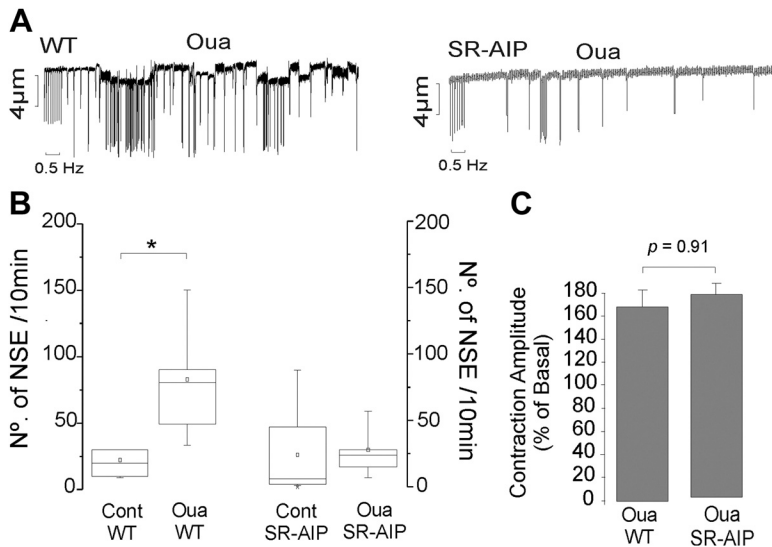 A
WT
Oua
4μm
0.5 Hz
SR-AIP
Oua
4μm
0.5 Hz
B
Nº. of NSE /10min
200
150
100
50
0
*
Cont
WT
Oua
WT
Cont
SR-AIP
Oua
SR-AIP
200
150
100
50
0
Nº. of NSE /10min
C
Contraction Amplitude
(% of Basal)
p = 0.91
180
160
140
120
100
80
60
40
20
0
Oua
WT
Oua
SR-AIP